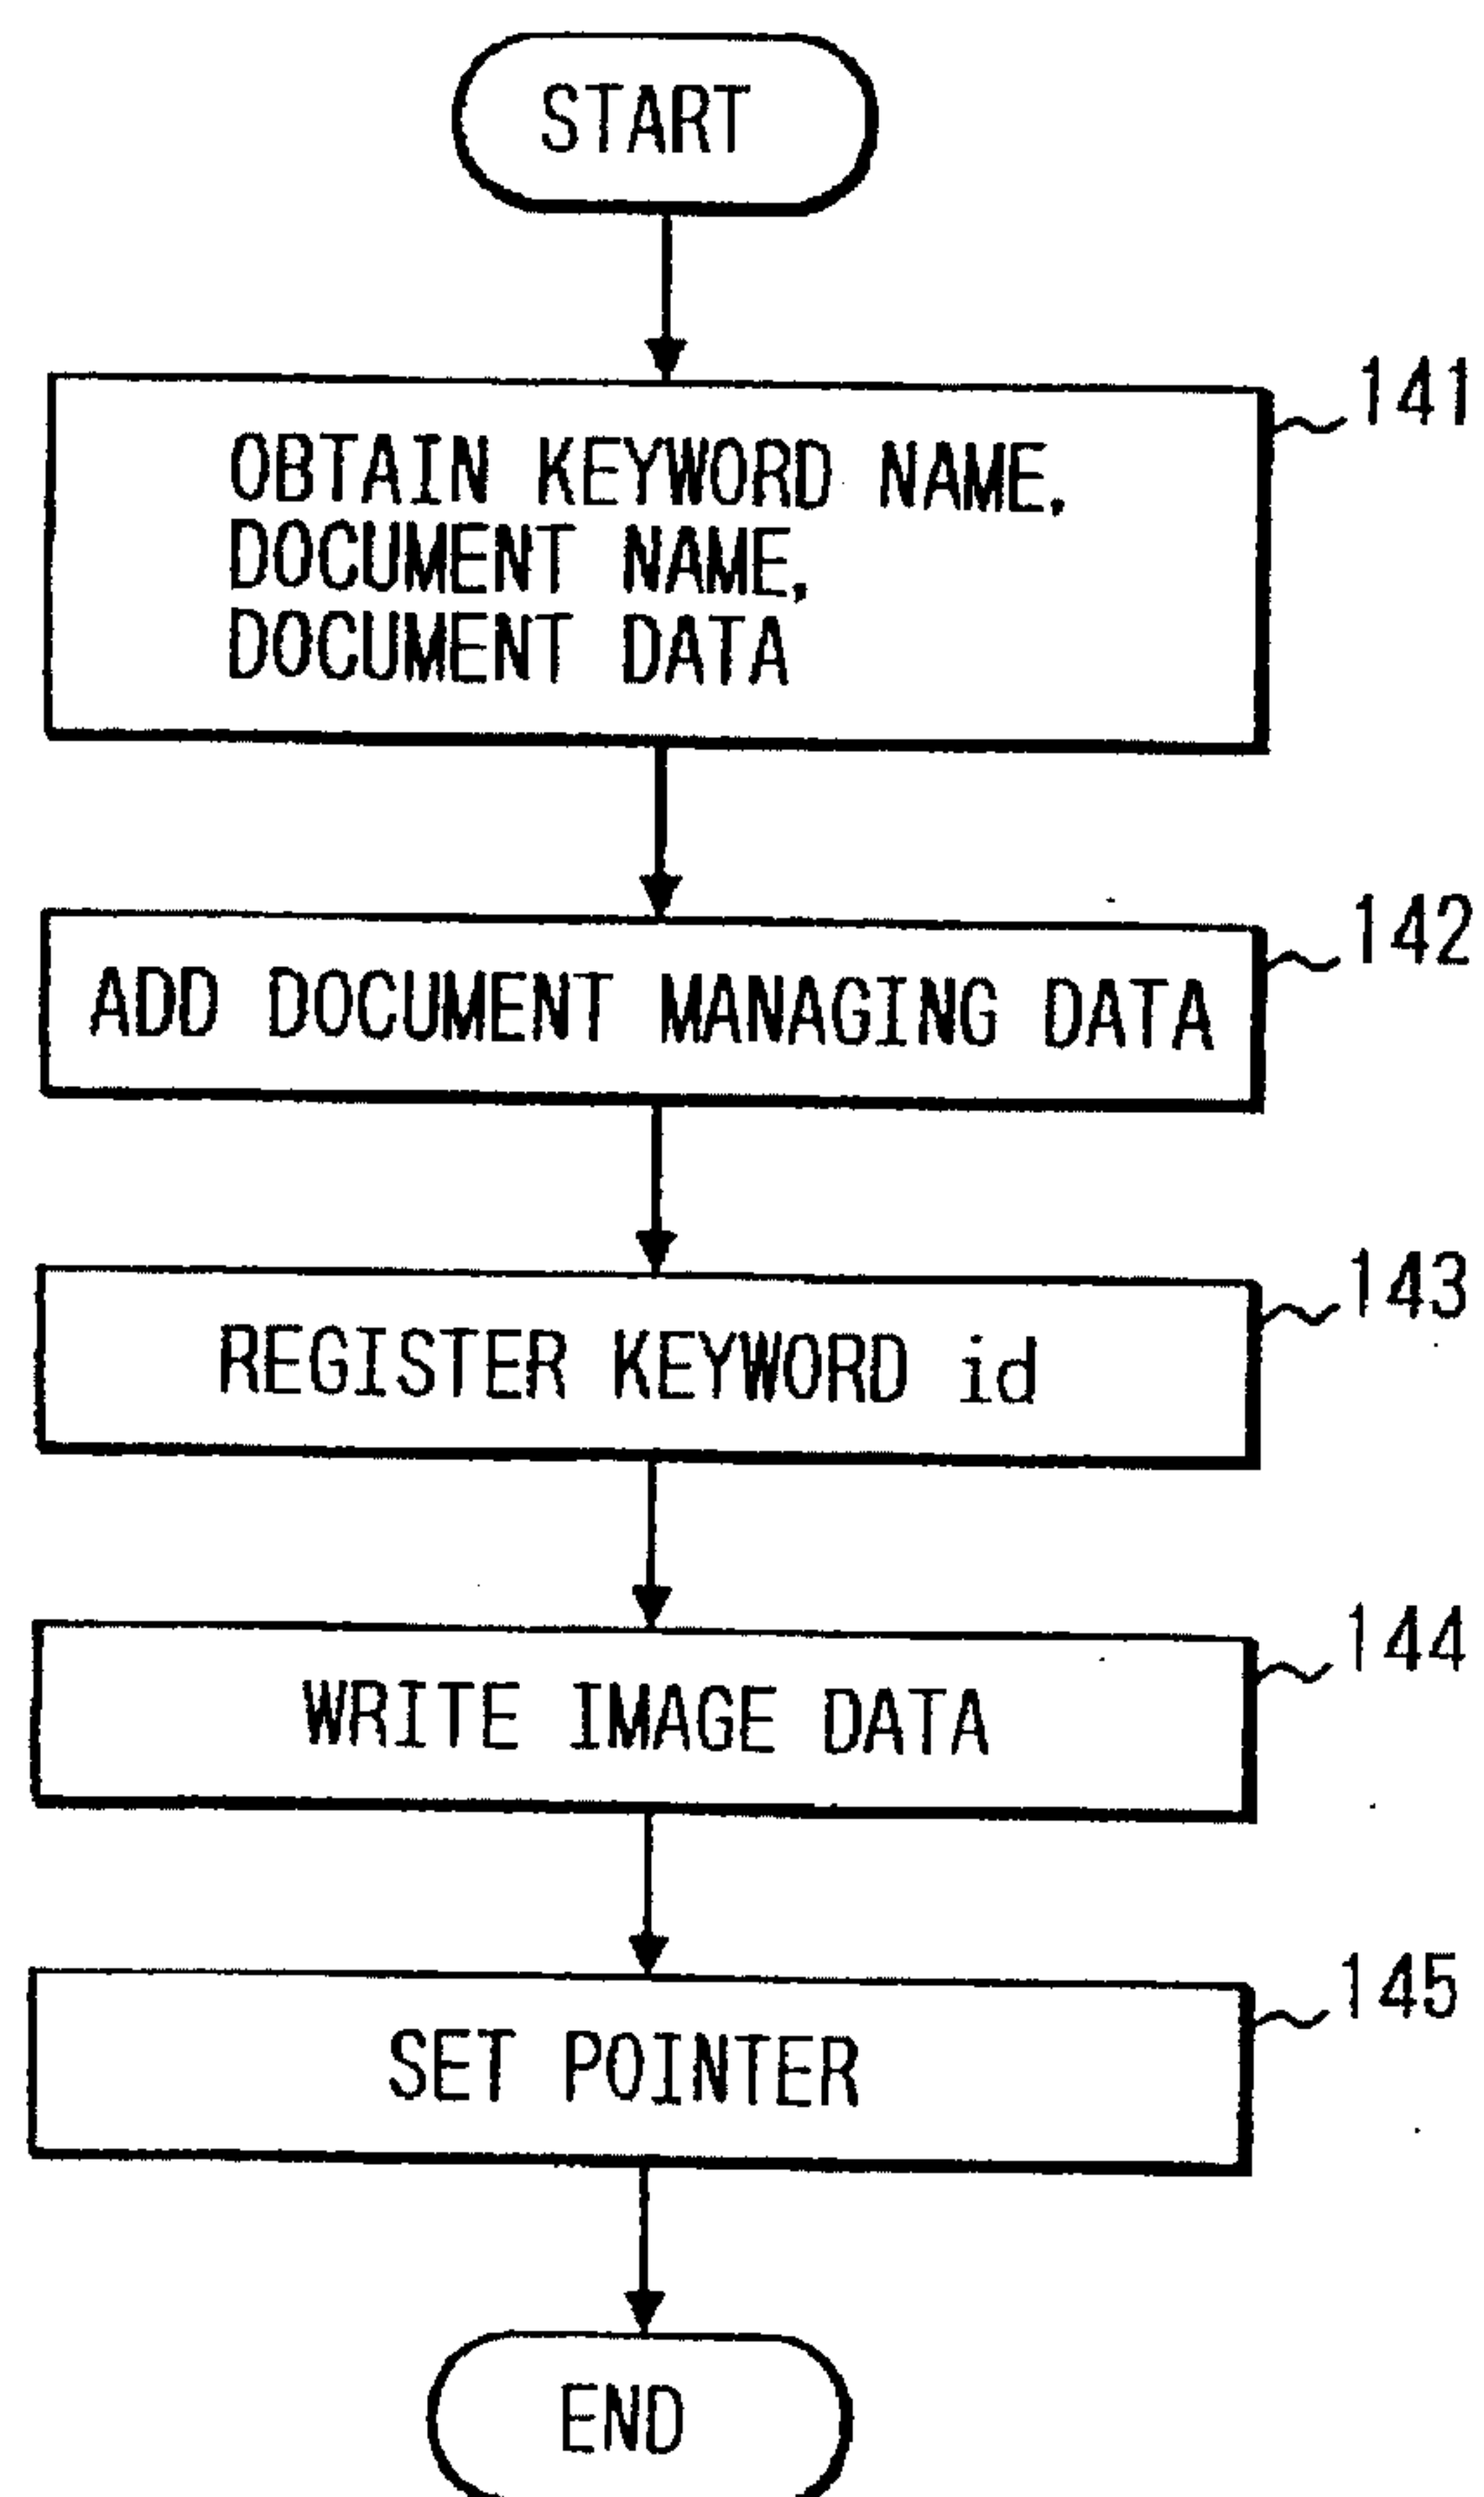 START
141
OBTAIN KEYWORD NAME,
DOCUMENT NAME,
DOCUMENT DATA
142
ADD DOCUMENT MANAGING DATA
143
REGISTER KEYWORD id
144
WRITE IMAGE DATA
145
SET POINTER
END